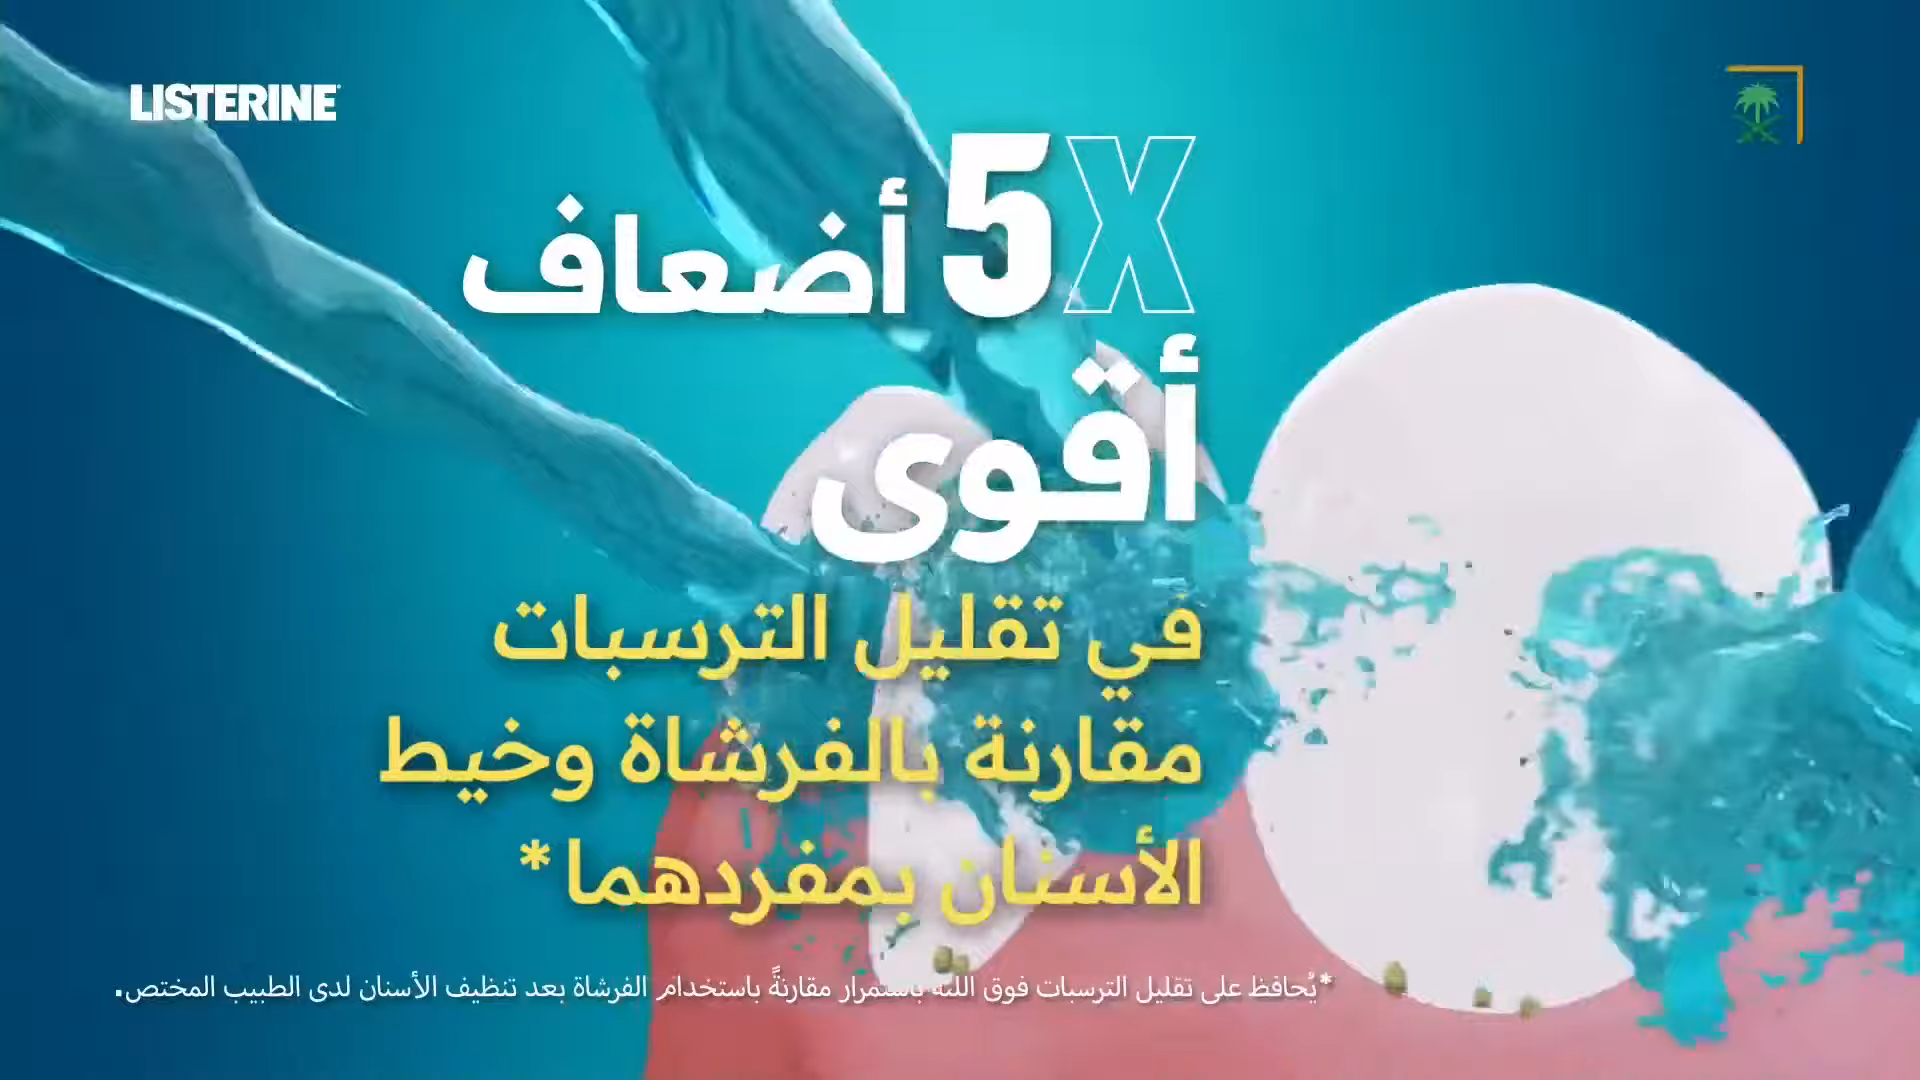 LISTERINE
5X أضعاف
أقوى
في تقليل الترسبات
مقارنة بالفرشاة وخيط
الأسنان بمفردهما*
*يُحافظ على تقليل الترسبات فوق اللثة باستمرار مقارنةً باستخدام الفرشاة بعد تنظيف الأسنان لدى الطبيب المختص.